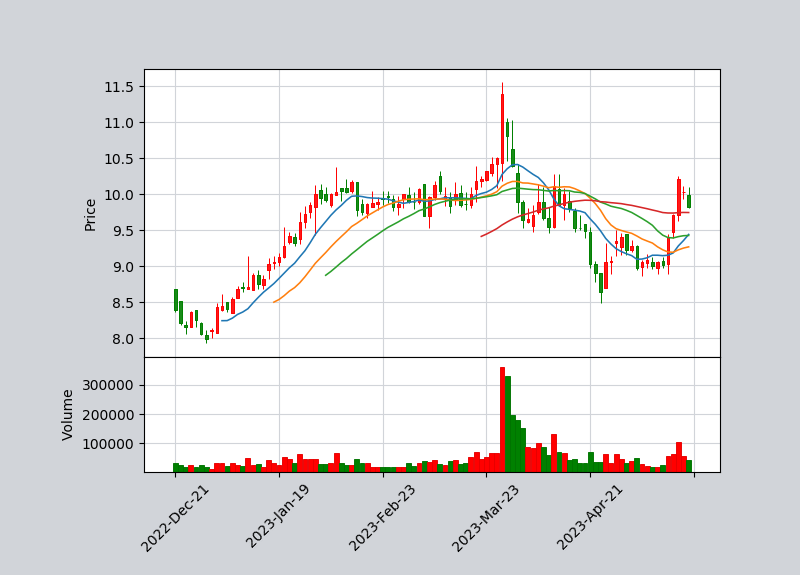 11.5
11.0
10.5
10.0
9.5
9.0
8.5
8.0
Price
300000
200000
100000
Volume
2022-Dec-21
2023-Jan-19
2023-Feb-23
2023-Mar-23
2023-Apr-21